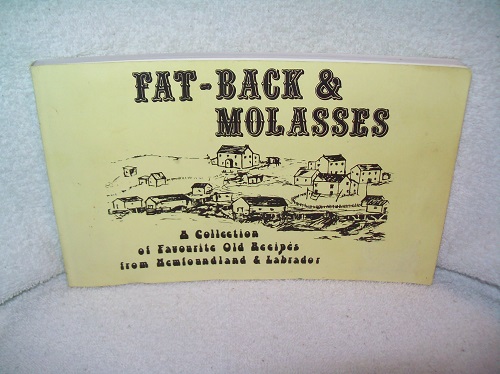 FAT-BACK &
MOLASSES
A Collection
of Favourite Old Recipes
from Newfoundland & Labrador